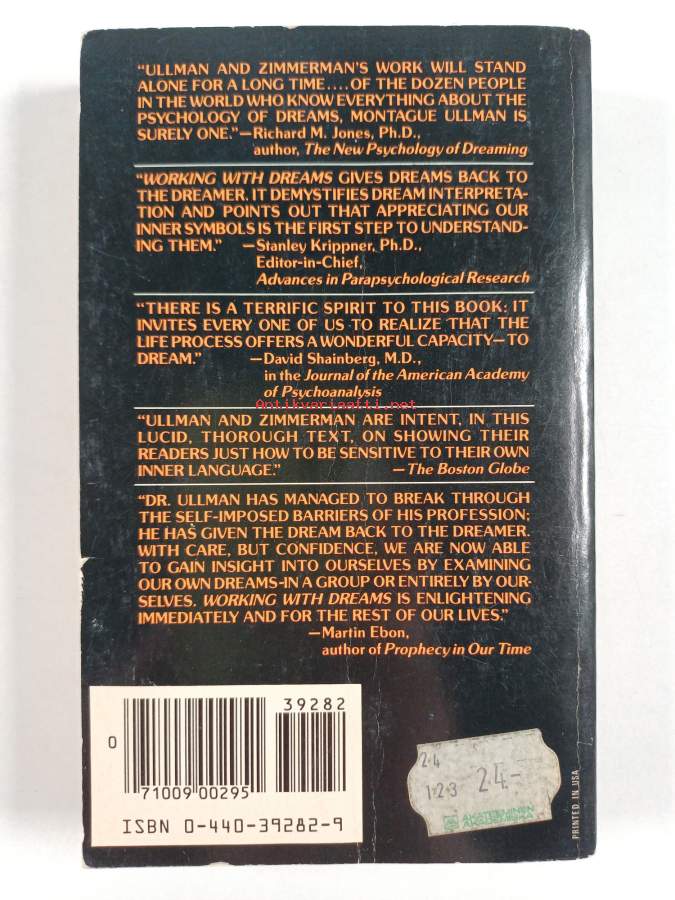 “ULLMAN AND ZIMMERMAN'S WORK WILL STAND
ALONE FOR A LONG TIME....OF THE DOZEN PEOPLE
IN THE WORLD WHO KNOW EVERYTHING ABOUT THE
PSYCHOLOGY OF DREAMS, MONTAGUE ULLMAN IS
SURELY ONE.”—Richard M. Jones, Ph.D.,
author, The New Psychology of Dreaming
“WORKING WITH DREAMS GIVES DREAMS BACK TO
THE DREAMER. IT DEMYSTIFIES DREAM INTERPRETA-
TION AND POINTS OUT THAT APPRECIATING OUR
INNER SYMBOLS IS THE FIRST STEP TO UNDERSTAND-
ING THEM.” —Stanley Krippner, Ph.D.,
Editor-in-Chief,
Advances in Parapsychological Research
“THERE IS A TERRIFIC SPIRIT TO THIS BOOK: IT
INVITES EVERY ONE OF US TO REALIZE THAT THE
LIFE PROCESS OFFERS A WONDERFUL CAPACITY—TO
DREAM.” —David Shainberg, M.D.,
in the Journal of the American Academy
of Psychoanalysis
Antikvariaatti.net
“ULLMAN AND ZIMMERMAN ARE INTENT, IN THIS
LUCID, THOROUGH TEXT, ON SHOWING THEIR
READERS JUST HOW TO BE SENSITIVE TO THEIR OWN
INNER LANGUAGE.” —The Boston Globe
“DR. ULLMAN HAS MANAGED TO BREAK THROUGH
THE SELF-IMPOSED BARRIERS OF HIS PROFESSION;
HE HAS GIVEN THE DREAM BACK TO THE DREAMER.
WITH CARE, BUT CONFIDENCE, WE ARE NOW ABLE
TO GAIN INSIGHT INTO OURSELVES BY EXAMINING
OUR OWN DREAMS-IN A GROUP OR ENTIRELY BY OUR-
SELVES. WORKING WITH DREAMS IS ENLIGHTENING
IMMEDIATELY AND FOR THE REST OF OUR LIVES.”
—Martin Ebon,
author of Prophecy in Our Time
39282
0
71009 00295
ISBN 0-440-39282-9
2.4
1.2.3 24-
AKATEEMINEN
PRINTED IN USA